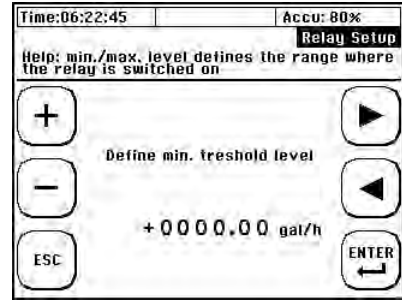 Time:06:22:45 Accu: 80%
Relay Setup
Help: min./max. level defines the range where
the relay is switched on
+
Define min. treshold level
−
+0000.00 gal/h
ESC
ENTER